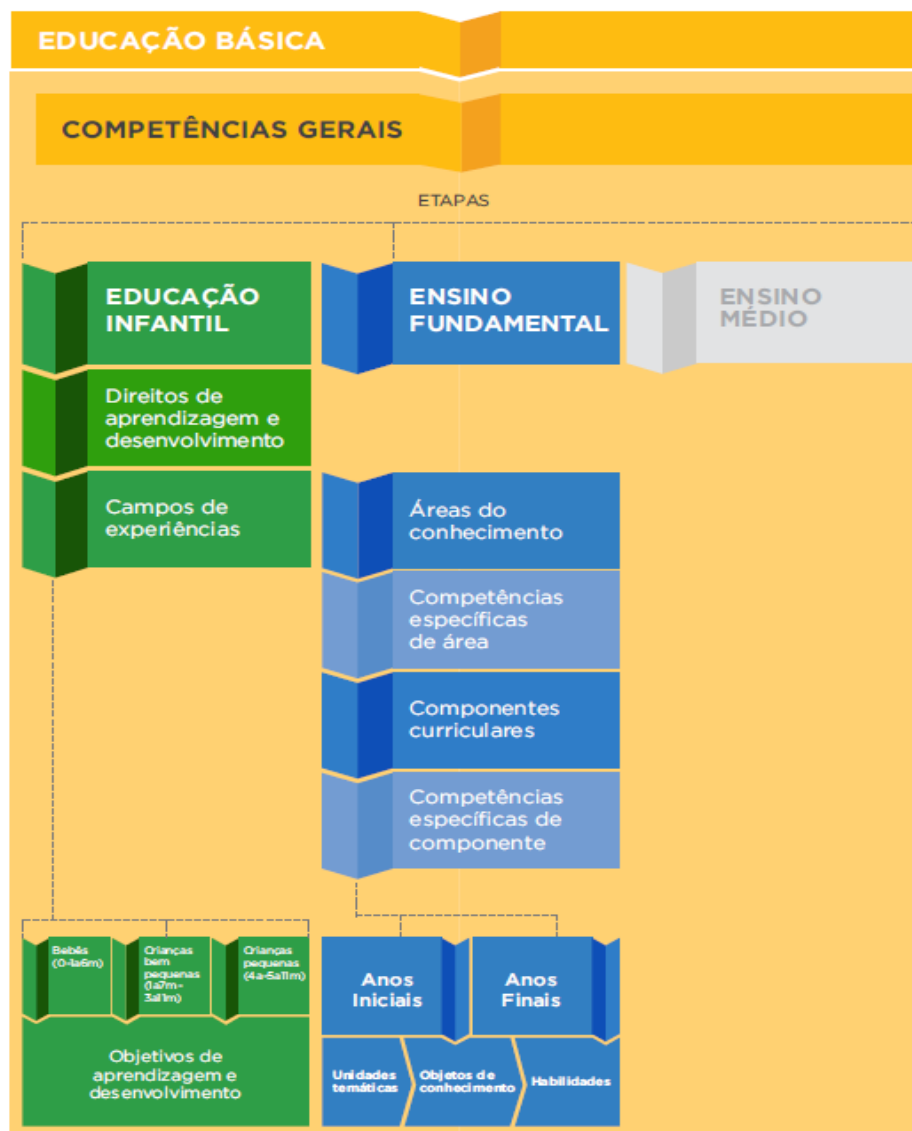 EDUCAÇÃO BÁSICA
COMPETÊNCIAS GERAIS
ETAPAS
EDUCAÇÃO
INFANTIL
Direitos de
aprendizagem e
desenvolvimento
Campos de
experiências
Bebês
(0-1a6m)
Crianças
bem
pequenas
(1a7m-
3a11m)
Crianças
pequenas
(4a-5a11m)
Objetivos de
aprendizagem e
desenvolvimento
ENSINO
FUNDAMENTAL
Áreas do
conhecimento
Competências
específicas
de área
Componentes
curriculares
Competências
específicas de
componente
Anos
Iniciais
Anos
Finais
Unidades
temáticas
Objetos de
conhecimento
Habilidades
ENSINO
MÉDIO